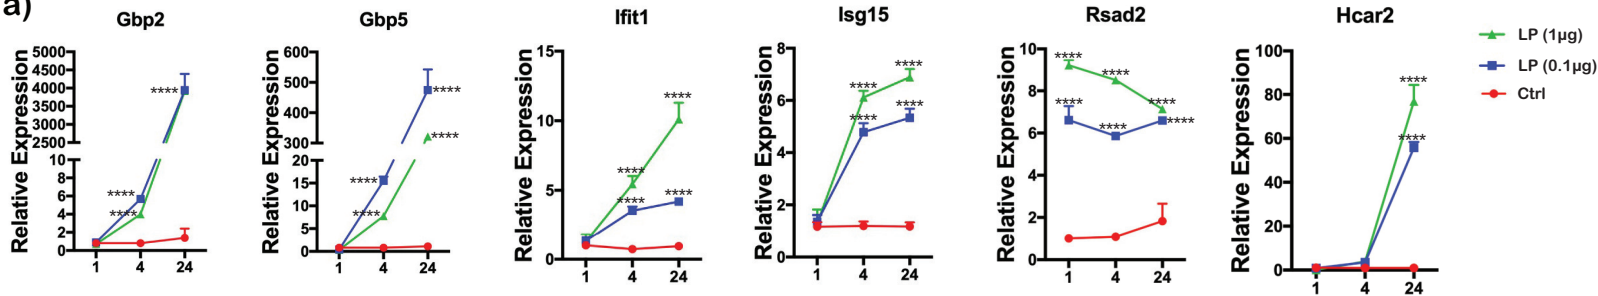 a)
Gbp2
Relative Expression
5000
4500
4000
3500
3000
2500
10
8
6
4
2
0
****
****
****
1 4 24
Gbp5
Relative Expression
600
500
400
300
20
15
10
5
0
****
****
****
****
1 4 24
Ifit1
Relative Expression
15
10
5
0
****
****
****
****
1 4 24
Isg15
Relative Expression
8
6
4
2
0
****
****
****
****
1 4 24
Rsad2
Relative Expression
10
8
6
4
2
0
****
****
****
****
****
****
1 4 24
Hcar2
Relative Expression
100
80
60
40
20
0
****
****
1 4 24
LP (1µg)
LP (0.1µg)
Ctrl